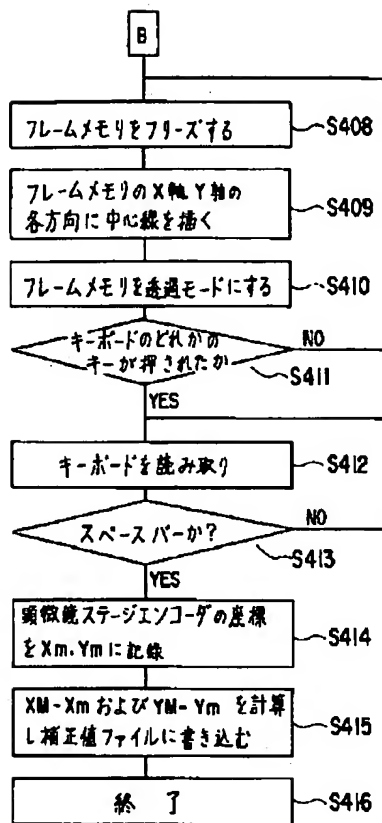 B
フレームメモリをフリーズする
S408
フレームメモリのX軸,Y軸の
各方向に中心線を描く
S409
フレームメモリを透過モードにする
S410
キーボードのどれかの
キーが押されたか
NO
S411
YES
キーボードを読み取り
S412
スペースバーか?
NO
S413
YES
顕微鏡ステージエンコーダの座標
をXm,Ymに記録
S414
XM-XmおよびYM-Ymを計算
し補正値ファイルに書き込む
S415
終了
S416